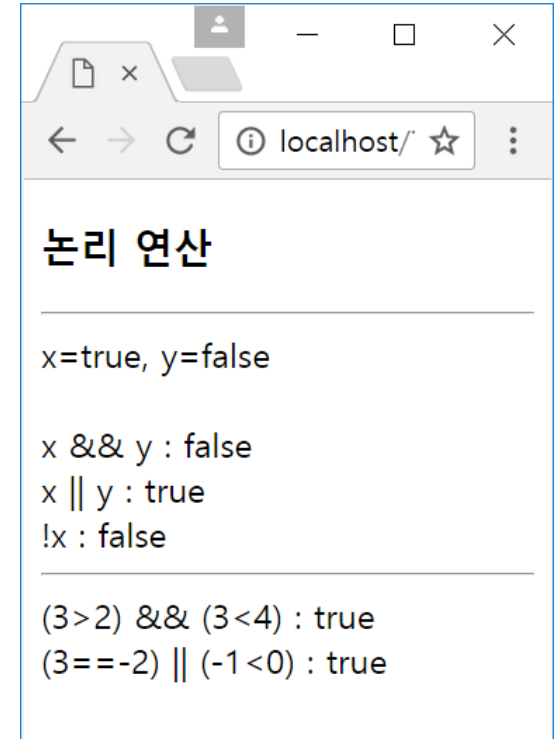 localhost/
논리 연산
x=true, y=false
x && y : false
x || y : true
!x : false
(3>2) && (3<4) : true
(3==-2) || (-1<0) : true